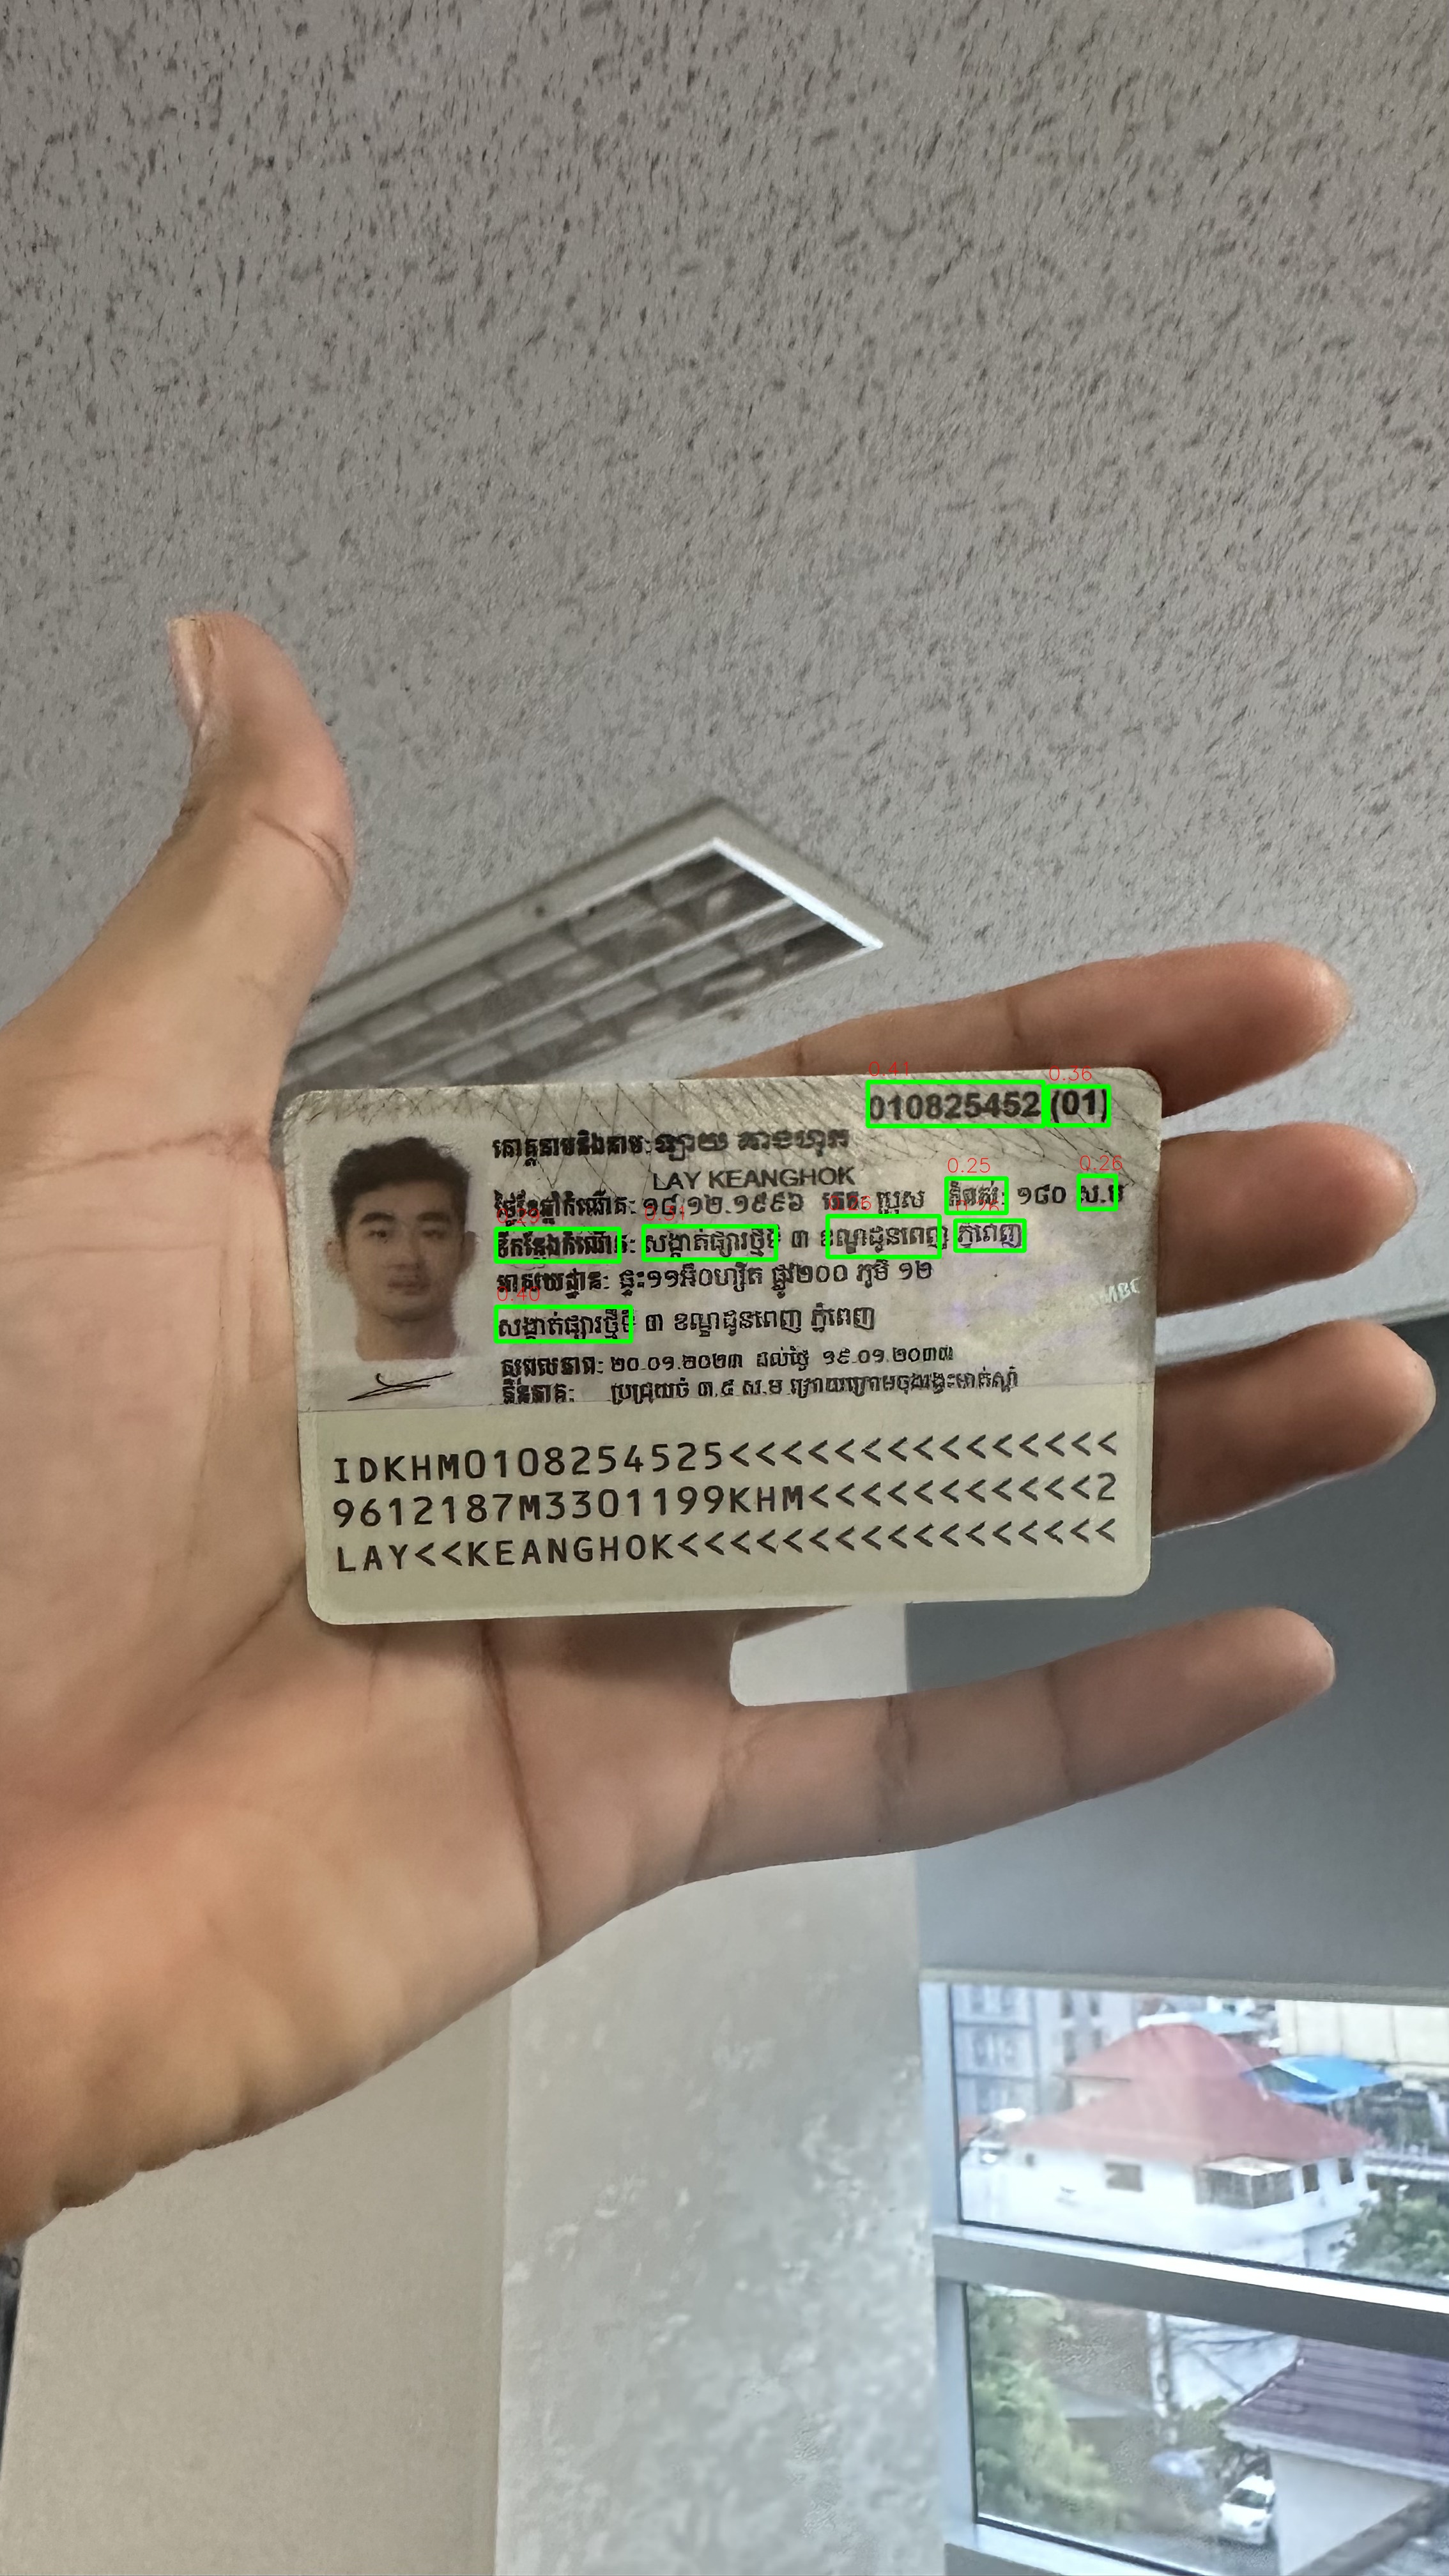 010825452 (01)
គោត្តនាមនិងនាម: ឡាយ គាងហុក
LAY KEANGHOK
ថ្ងៃខែឆ្នាំកំណើត: ១៨.១២.១៩៩៦ ភេទ: ប្រុស កំពស់: ១៨០ ស.ម
ទីកន្លែងកំណើត: សង្កាត់ផ្សារថ្មីទី ៣ ខណ្ឌដូនពេញ ភ្នំពេញ
អាសយដ្ឋាន: ផ្ទះ១១អឺ០ហ្សឺត ផ្លូវ២០០ ភូមិ ១២
សង្កាត់ផ្សារថ្មីទី ៣ ខណ្ឌដូនពេញ ភ្នំពេញ
សុពលភាព: ២០.០១.២០២៣ ដល់ថ្ងៃ ១៩.០១.២០៣៣
ភិនភាគ: ប្រជ្រុយចំ ៣.៥ ស.ម ក្រោយក្រោមចុង
IDKHM0108254525<<<<<<<<<<<<<<<
9612187M3301199KHM<<<<<<<<<<<2
LAY<<KEANGHOK<<<<<<<<<<<<<<<<<
0.41
0.36
0.25
0.26
0.40